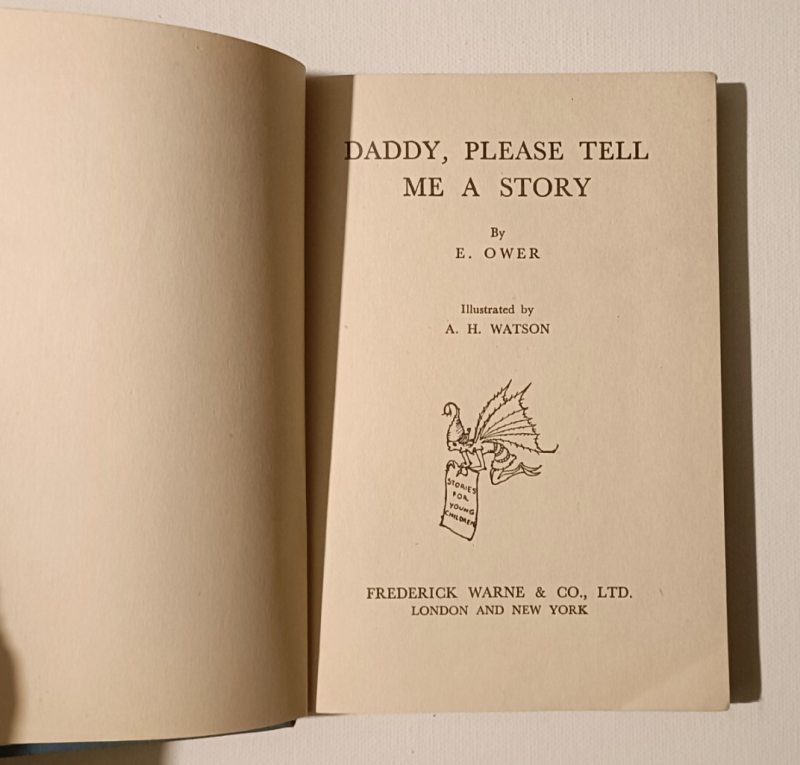 DADDY, PLEASE TELL
ME A STORY
By
E. OWER
Illustrated by
A. H. WATSON
STORIES
FOR
YOUNG
CHILDREN
FREDERICK WARNE & CO., LTD.
LONDON AND NEW YORK